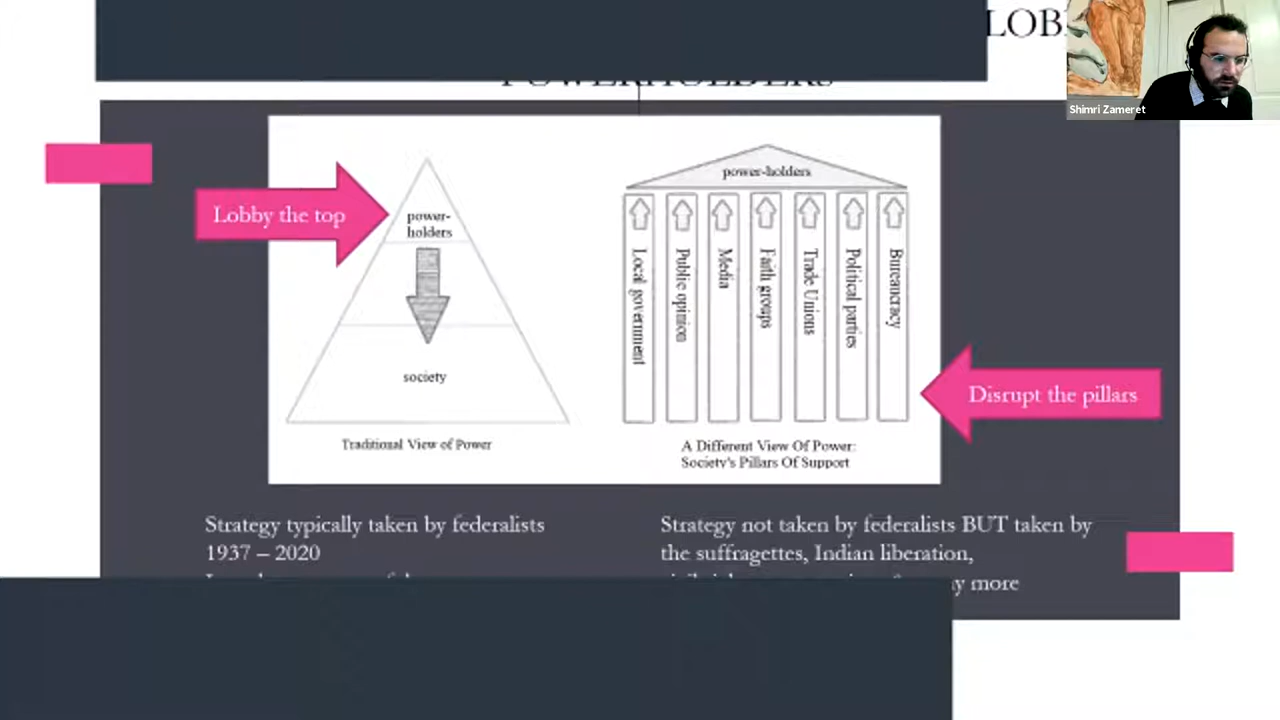 LOB
POWERHOLDERS
Shimri Zameret
Lobby the top
power-
holders
society
Traditional View of Power
power-holders
Local government
Public opinion
Media
Faith groups
Trade Unions
Political parties
Bureaucracy
A Different View Of Power:
Society's Pillars Of Support
Disrupt the pillars
Strategy typically taken by federalists
1937 – 2020
Strategy not taken by federalists BUT taken by
the suffragettes, Indian liberation,
more